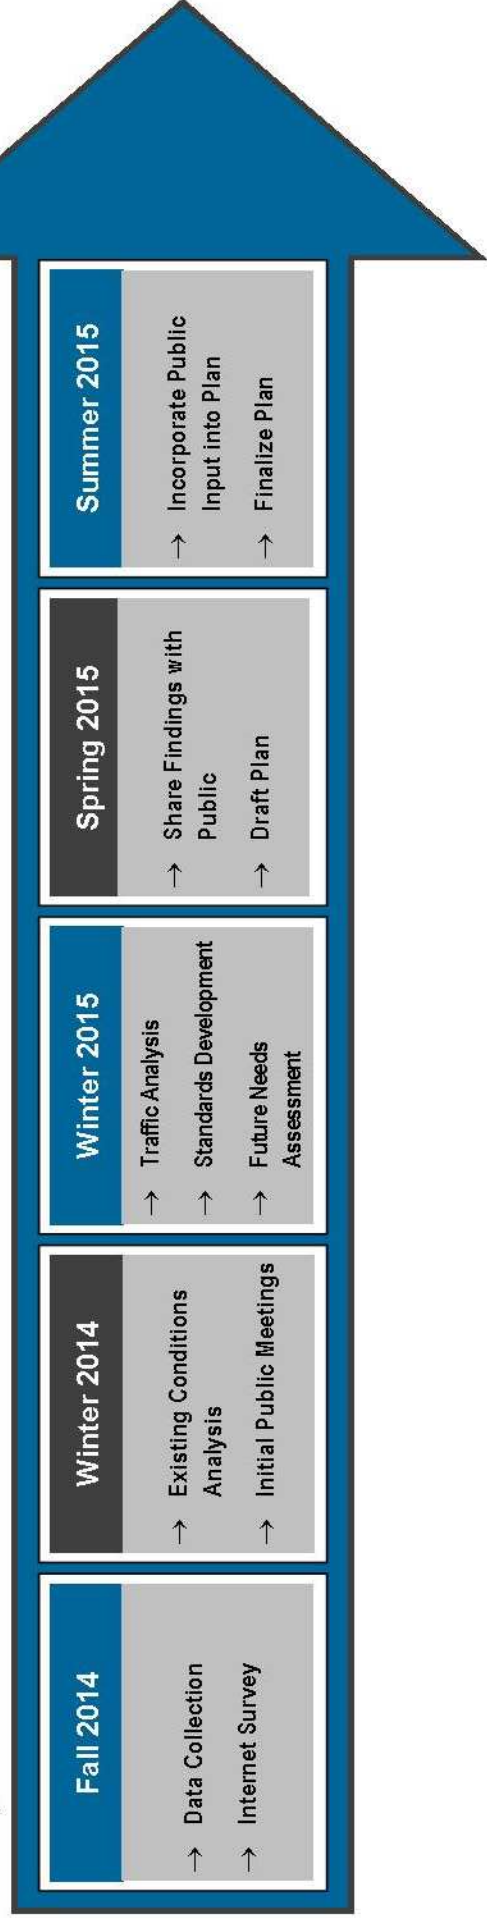 Fall 2014
→ Data Collection
→ Internet Survey
Winter 2014
→ Existing Conditions
Analysis
→ Initial Public Meetings
Winter 2015
→ Traffic Analysis
→ Standards Development
→ Future Needs
Assessment
Spring 2015
→ Share Findings with
Public
→ Draft Plan
Summer 2015
→ Incorporate Public
Input into Plan
→ Finalize Plan